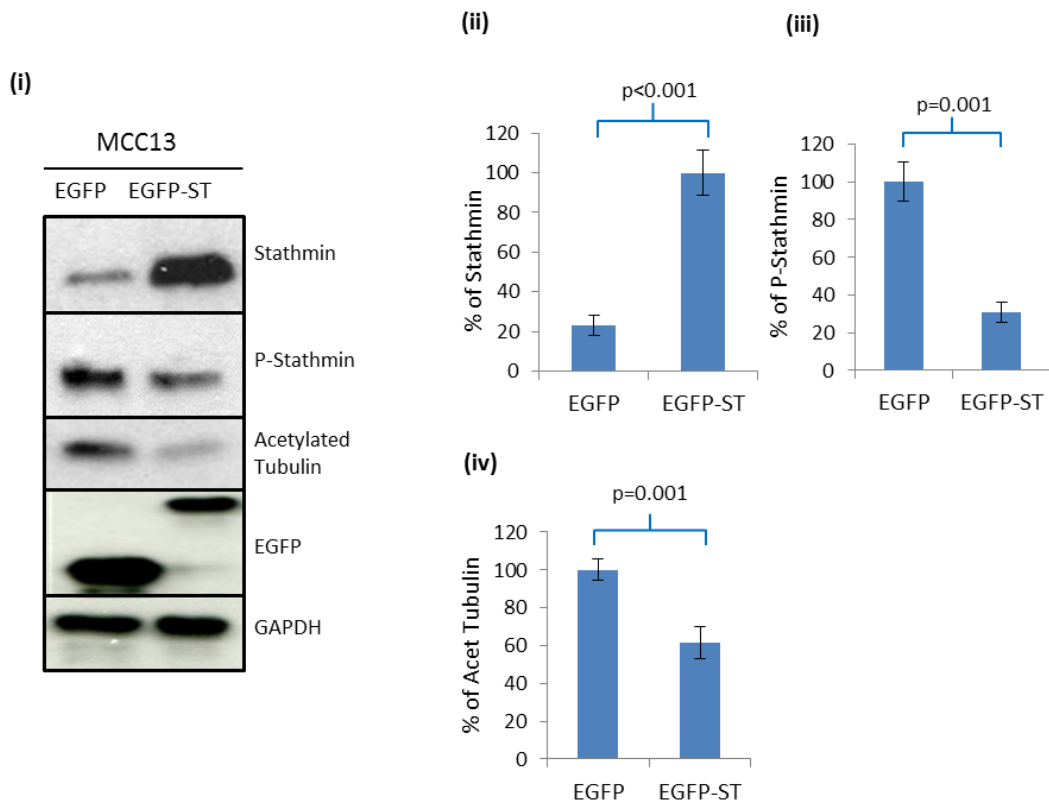 (i)
MCC13
EGFP EGFP-ST
Stathmin
P-Stathmin
Acetylated
Tubulin
EGFP
GAPDH
(ii)
p<0.001
% of Stathmin
120
100
80
60
40
20
0
EGFP EGFP-ST
(iii)
p=0.001
% of P-Stathmin
120
100
80
60
40
20
0
EGFP EGFP-ST
(iv)
p=0.001
% of Acet Tubulin
120
100
80
60
40
20
0
EGFP EGFP-ST